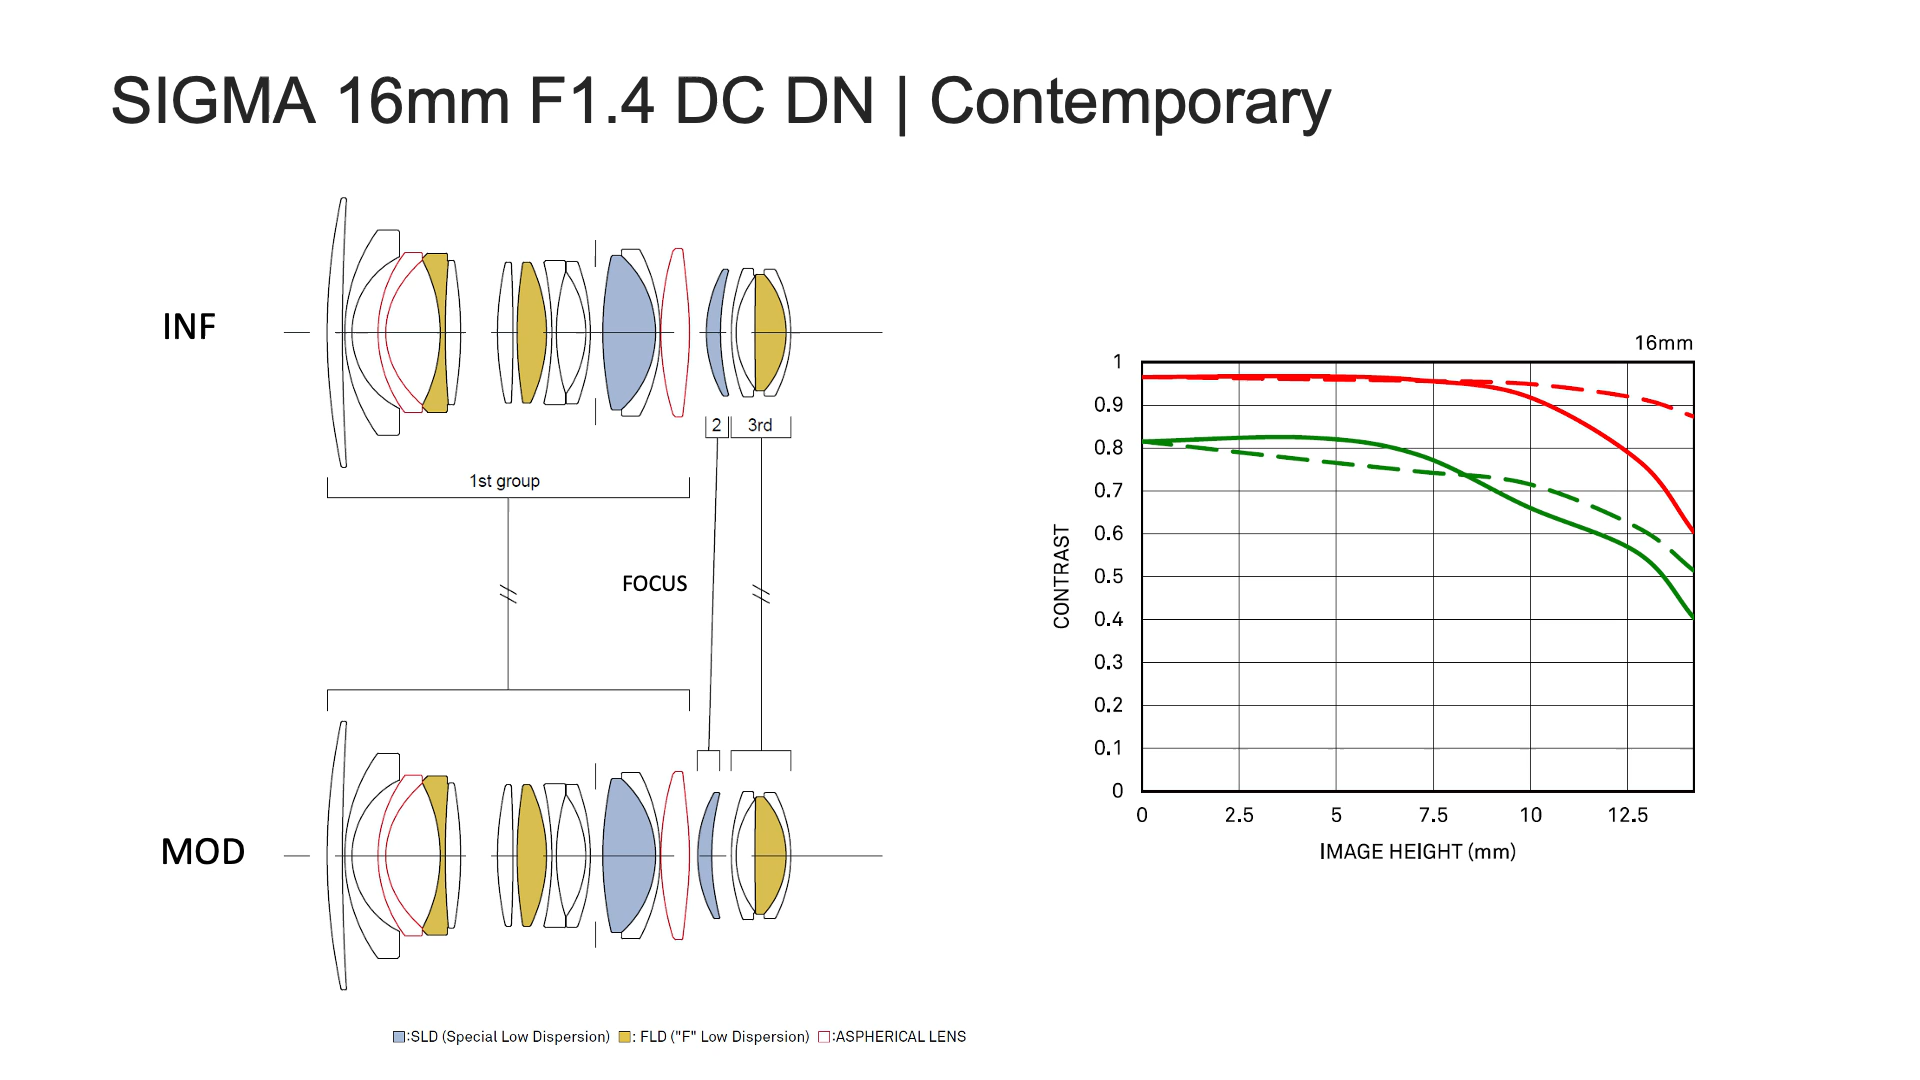 SIGMA 16mm F1.4 DC DN | Contemporary
INF
2
3rd
1st group
FOCUS
MOD
:SLD (Special Low Dispersion) : FLD ("F" Low Dispersion) :ASPHERICAL LENS
16mm
1
0.9
0.8
0.7
0.6
0.5
0.4
0.3
0.2
0.1
0
CONTRAST
0 2.5 5 7.5 10 12.5
IMAGE HEIGHT (mm)